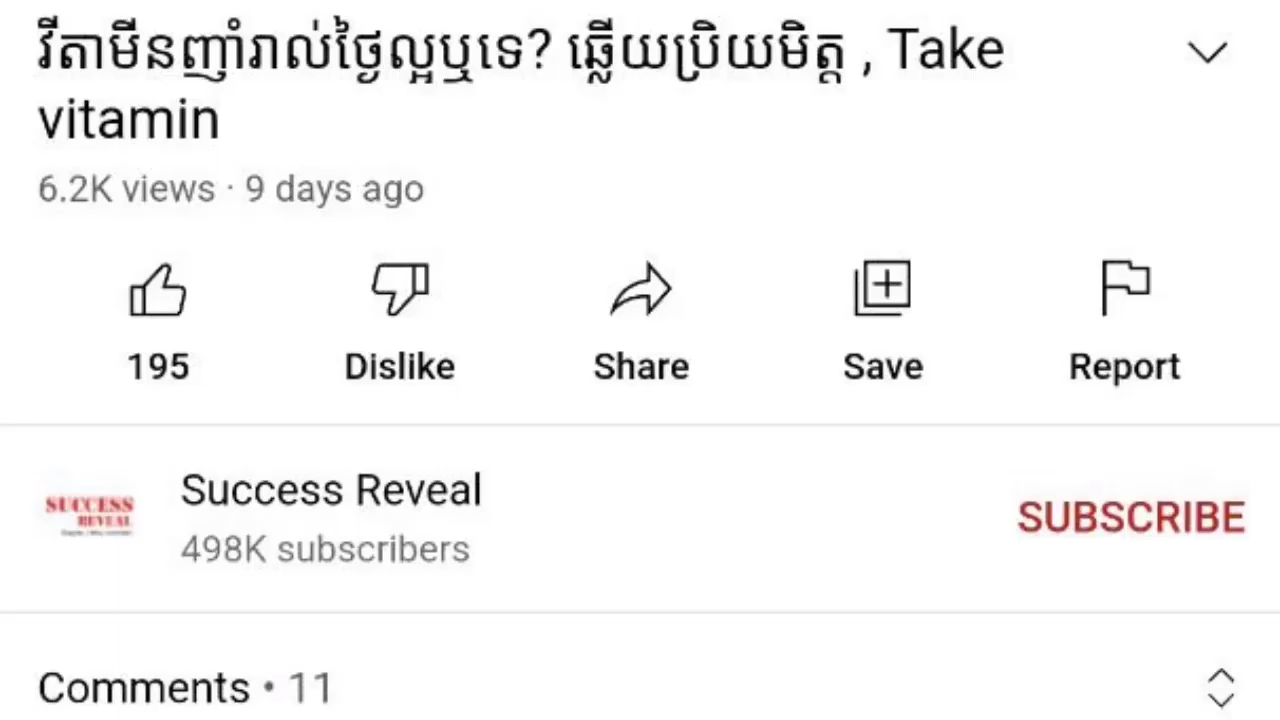 វីតាមីនញ៉ាំរាល់ថ្ងៃល្អឬទេ? ឆ្លើយប្រិយមិត្ត , Take
vitamin
6.2K views · 9 days ago
195
Dislike
Share
Save
Report
SUCCESS
REVEAL
Success Reveal
498K subscribers
SUBSCRIBE
Comments • 11